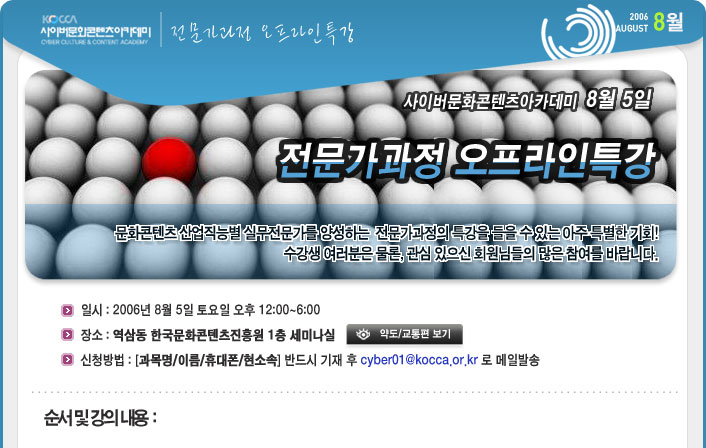 KOCCA
사이버문화콘텐츠아카데미
CYBER CULTURE & CONTENT ACADEMY
전문가과정 오프라인특강
2006
AUGUST 8월
사이버문화콘텐츠아카데미 8월 5일
전문가과정 오프라인특강
문화콘텐츠 산업직능별 실무전문가를 양성하는 전문가과정의 특강을 들을 수 있는 아주 특별한 기회!
수강생 여러분은 물론, 관심 있으신 회원님들의 많은 참여를 바랍니다.
일시 : 2006년 8월 5일 토요일 오후 12:00~6:00
장소 : 역삼동 한국문화콘텐츠진흥원 1층 세미나실 약도/교통편 보기
신청방법 : [과목명/이름/휴대폰/현소속] 반드시 기재 후 cyber01@kocca.or.kr 로 메일발송
순서 및 강의 내용 :